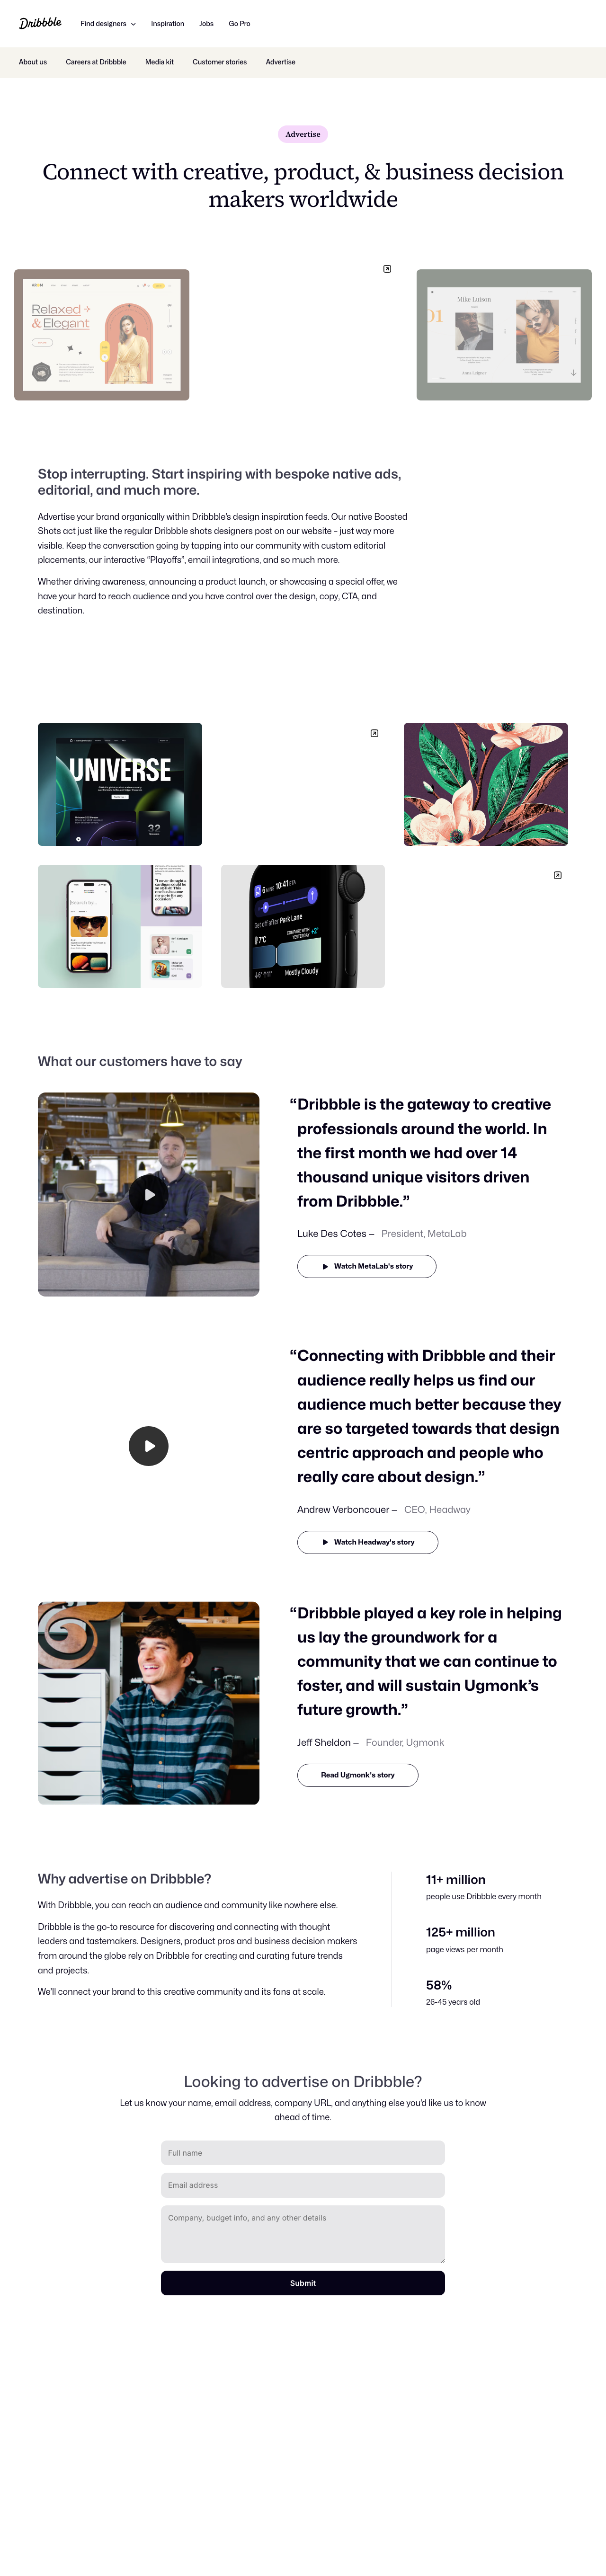 Dribbble
Find designers
Inspiration
Jobs
Go Pro
About us
Careers at Dribbble
Media kit
Customer stories
Advertise
Advertise
Connect with creative, product, & business decision
makers worldwide
Relaxed
& Elegant
Mike Luison
01
Stop interrupting. Start inspiring with bespoke native ads,
editorial, and much more.
Advertise your brand organically within Dribbble’s design inspiration feeds. Our native Boosted
Shots act just like the regular Dribbble shots designers post on our website – just way more
visible. Keep the conversation going by tapping into our community with custom editorial
placements, our interactive “Playoffs”, email integrations, and so much more.
Whether driving awareness, announcing a product launch, or showcasing a special offer, we
have your hard to reach audience and you have control over the design, copy, CTA, and
destination.
UNIVERSE
32
10:41
Get off over Park Lane
7°C
COMPARE WITH
YESTERDAY
+2°
Mostly Cloudy
What our customers have to say
“Dribbble is the gateway to creative
professionals around the world. In
the first month we had over 14
thousand unique visitors driven
from Dribbble.”
Luke Des Cotes – President, MetaLab
Watch MetaLab’s story
“Connecting with Dribbble and their
audience really helps us find our
audience much better because they
are so targeted towards that design
centric approach and people who
really care about design.”
Andrew Verboncouer – CEO, Headway
Watch Headway’s story
“Dribbble played a key role in helping
us lay the groundwork for a
community that we can continue to
foster, and will sustain Ugmonk’s
future growth.”
Jeff Sheldon – Founder, Ugmonk
Read Ugmonk’s story
Why advertise on Dribbble?
With Dribbble, you can reach an audience and community like nowhere else.
Dribbble is the go-to resource for discovering and connecting with thought
leaders and tastemakers. Designers, product pros and business decision makers
from around the globe rely on Dribbble for creating and curating future trends
and projects.
We’ll connect your brand to this creative community and its fans at scale.
11+ million
people use Dribbble every month
125+ million
page views per month
58%
26-45 years old
Looking to advertise on Dribbble?
Let us know your name, email address, company URL, and anything else you’d like us to know
ahead of time.
Full name
Email address
Company, budget info, and any other details
Submit